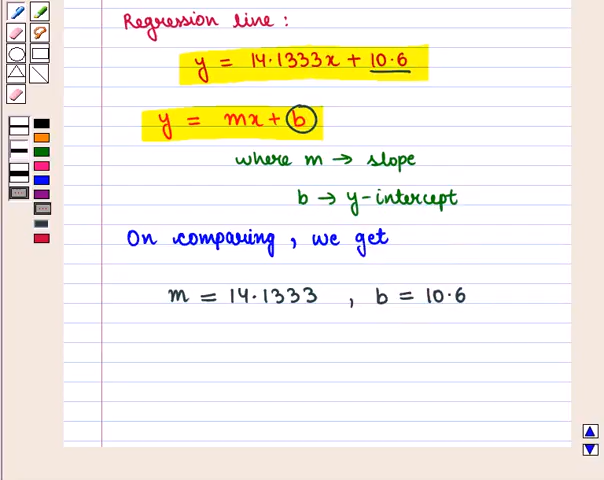 Regression line :
y = 14.1333x + 10.6
y = mx + b
where m → slope
b → y-intercept
On comparing, we get
m = 14.1333 , b = 10.6